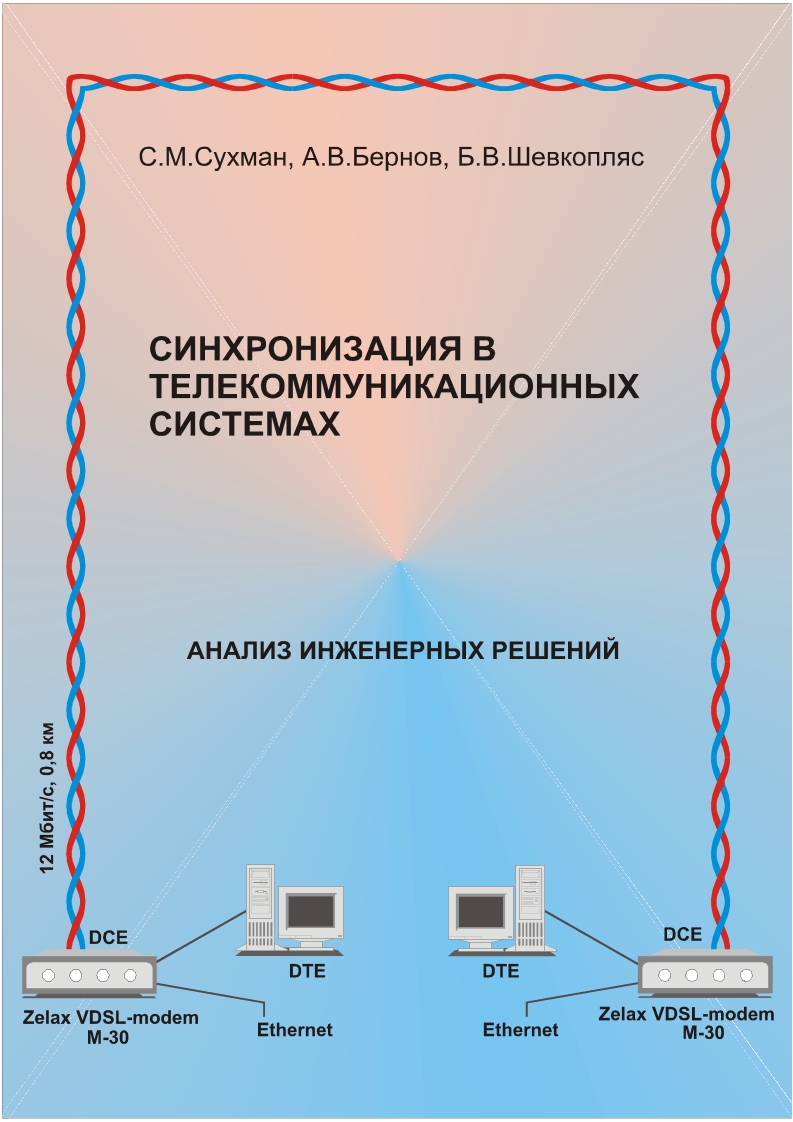 С.М.Сухман, А.В.Бернов, Б.В.Шевкопляс
СИНХРОНИЗАЦИЯ В
ТЕЛЕКОММУНИКАЦИОННЫХ
СИСТЕМАХ
АНАЛИЗ ИНЖЕНЕРНЫХ РЕШЕНИЙ
12 Мбит/с, 0,8 км
DCE
DTE
Ethernet
Zelax VDSL-modem
M-30
DCE
DTE
Ethernet
Zelax VDSL-modem
M-30